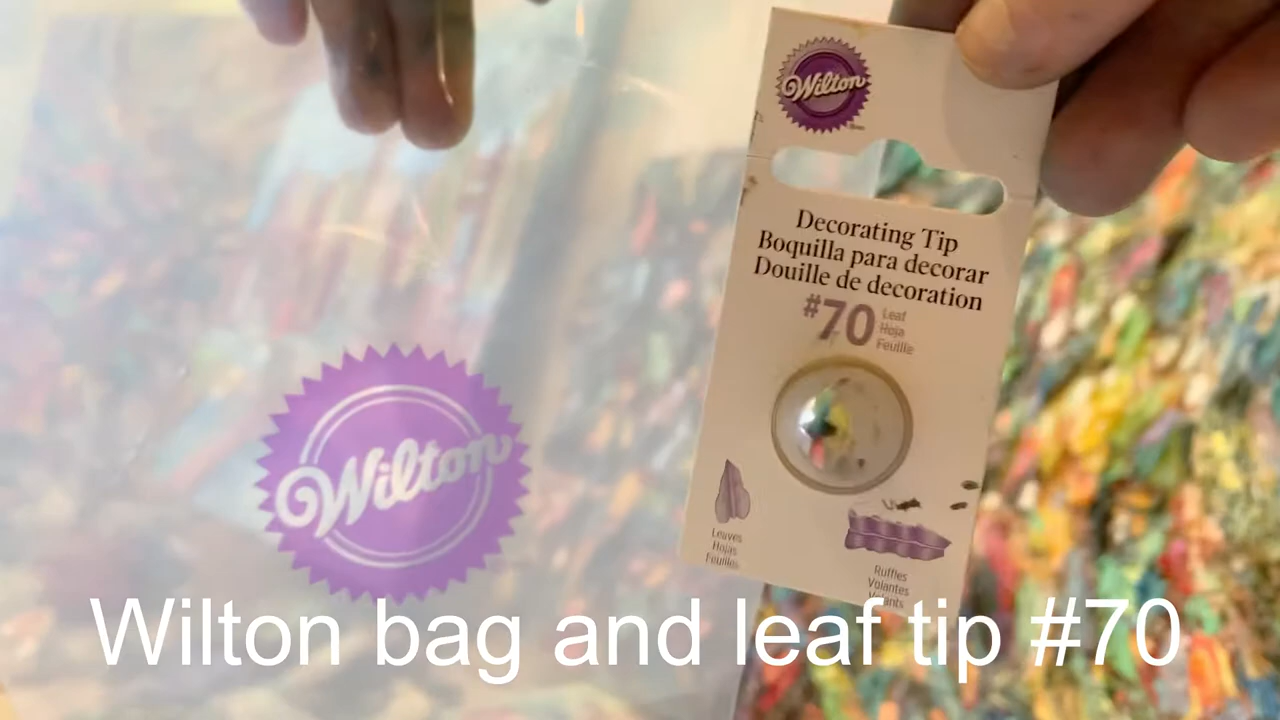 Wilton
Decorating Tip
Boquilla para decorar
Douille de decoration
#70
Leaf
Hoja
Feuille
Wilton
Leaves
Hojas
Feuilles
Ruffles
Volantes
Volants
Wilton bag and leaf tip #70